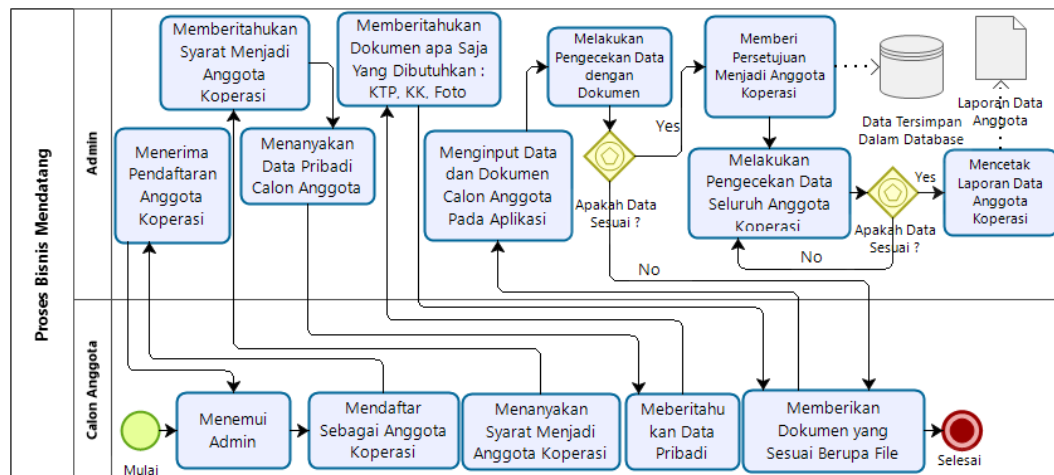 Proses Bisnis Mendatang
Admin
Memberitahukan
Syarat Menjadi
Anggota
Koperasi)
Memberitahukan
Dokumen apa Saja
Yang Dibutuhkan :
KTP, KK, Foto
Melakukan
Pengecekan Data
dengan
Dokumen
Memberi
Persetujuan
Menjadi Anggota
Koperasi)
Data Tersimpan
Dalam Database
Laporan Data
Anggota
Menerima
Pendaftaran
Anggota
Koperasi)
Menanyakan
Data Pribadi
Calon Anggota
Menginput Data
dan Dokumen
Calon Anggota
Pada Aplikasi
Yes
Apakah Data
Sesuai ?
No
Melakukan
Pengecekan Data
Seluruh Anggota
Koperasi)
Yes
Apakah Data
Sesuai ?
No
Mencetak
Laporan Data
Anggota
Koperasi)
Calon Anggota
Mulai
Menemui
Admin
Mendaftar
Sebagai Anggota
Koperasi)
Menanyakan
Syarat Menjadi
Anggota Koperasi)
Meberitahu
kan Data
Pribadi
Memberikan
Dokumen yang
Sesuai Berupa File
Selesai